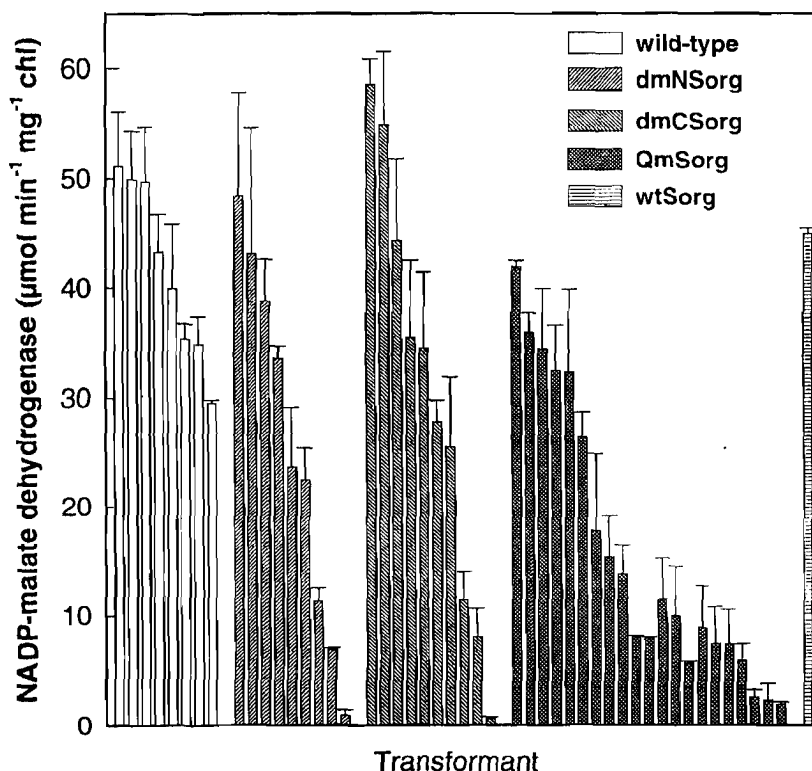 NADP-malate dehydrogenase (µmol min⁻¹ mg⁻¹ chl)
60
50
40
30
20
10
0
wild-type
dmNSorg
dmCSorg
QmSorg
wtSorg
Transformant